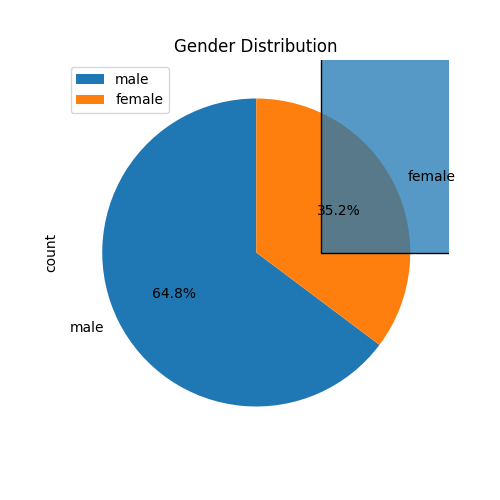 Gender Distribution
male
female
female
35.2%
count
64.8%
male